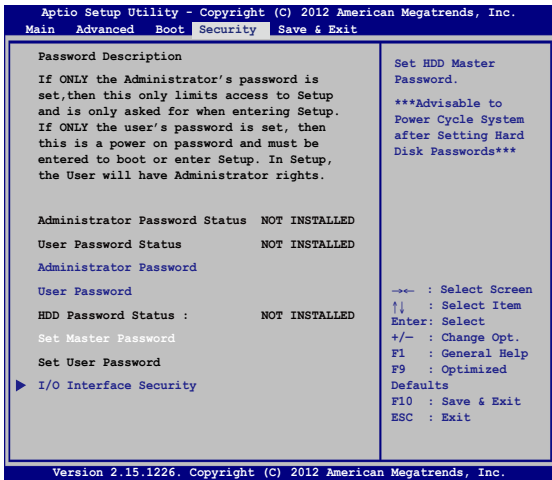 Aptio Setup Utility - Copyright (C) 2012 American Megatrends, Inc.
Main Advanced Boot Security Save & Exit
Password Description
If ONLY the Administrator's password is
set,then this only limits access to Setup
and is only asked for when entering Setup.
If ONLY the user's password is set, then
this is a power on password and must be
entered to boot or enter Setup. In Setup,
the User will have Administrator rights.
Administrator Password Status NOT INSTALLED
User Password Status NOT INSTALLED
Administrator Password
User Password
HDD Password Status : NOT INSTALLED
Set Master Password
Set User Password
I/O Interface Security
Set HDD Master
Password.
***Advisable to
Power Cycle System
after Setting Hard
Disk Passwords***
→← : Select Screen
↑↓ : Select Item
Enter: Select
+/— : Change Opt.
F1 : General Help
F9 : Optimized
Defaults
F10 : Save & Exit
ESC : Exit
Version 2.15.1226. Copyright (C) 2012 American Megatrends, Inc.